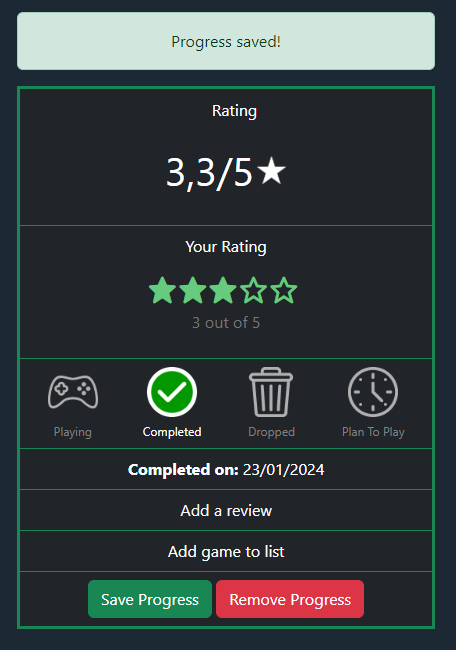 Progress saved!
Rating
3,3/5★
Your Rating
3 out of 5
Playing Completed Dropped Plan To Play
Completed on: 23/01/2024
Add a review
Add game to list
Save Progress Remove Progress